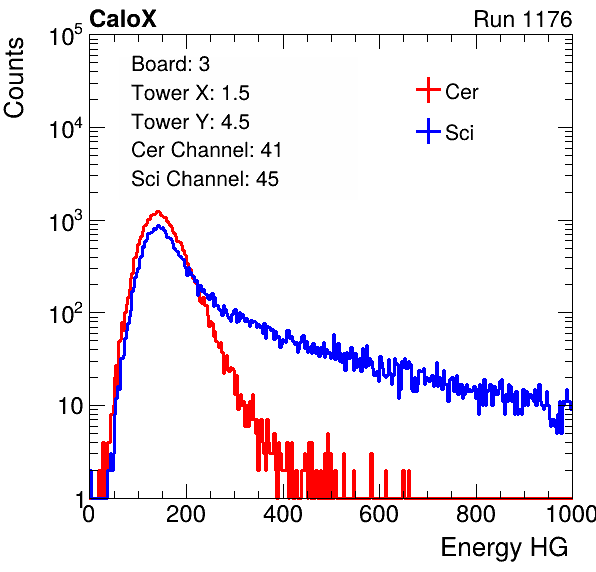 CaloX Run 1176
Counts
10^5
10^4
10^3
10^2
10
1
Board: 3
Tower X: 1.5
Tower Y: 4.5
Cer Channel: 41
Sci Channel: 45
Cer
Sci
0 200 400 600 800 1000
Energy HG